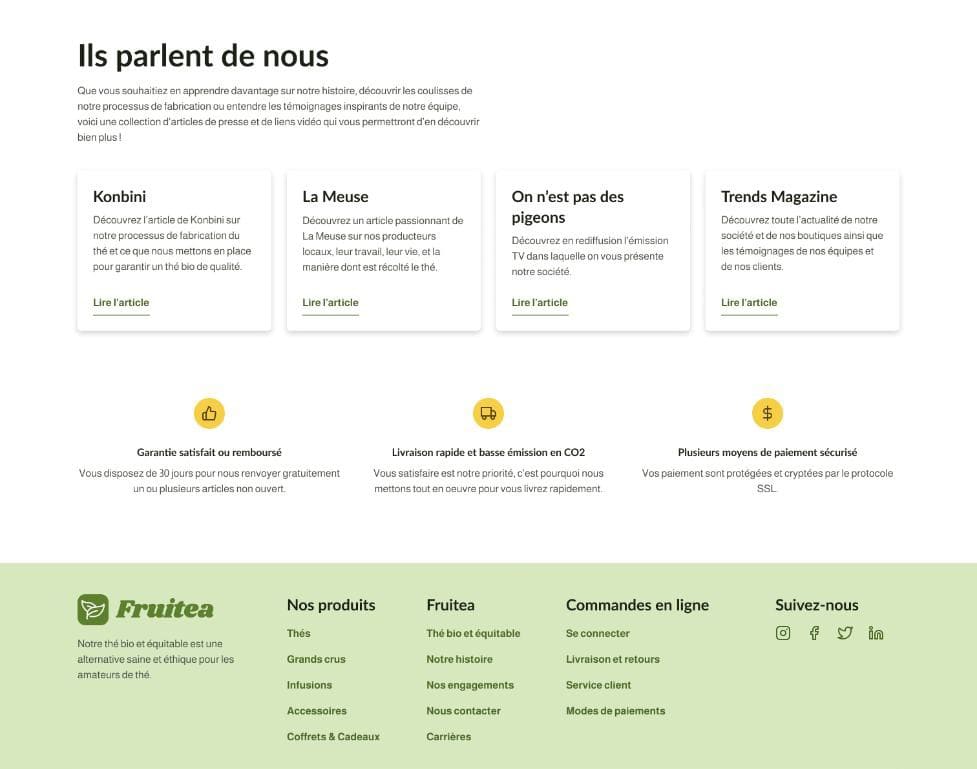 Ils parlent de nous
Que vous souhaitiez en apprendre davantage sur notre histoire, découvrir les coulisses de
notre processus de fabrication ou entendre les témoignages inspirants de notre équipe,
voici une collection d'articles de presse et de liens vidéo qui vous permettront d'en découvrir
bien plus !
Konbini
Découvrez l'article de Konbini sur
notre processus de fabrication du
thé et ce que nous mettons en place
pour garantir un thé bio de qualité.
Lire l'article
La Meuse
Découvrez un article passionnant de
La Meuse sur nos producteurs
locaux, leur travail, leur vie, et la
manière dont est récolté le thé.
Lire l'article
On n'est pas des
pigeons
Découvrez en rediffusion l'émission
TV dans laquelle on vous présente
notre société.
Lire l'article
Trends Magazine
Découvrez toute l'actualité de notre
société et de nos boutiques ainsi que
les témoignages de nos équipes et
de nos clients.
Lire l'article
Garantie satisfait ou remboursé
Vous disposez de 30 jours pour nous renvoyer gratuitement
un ou plusieurs articles non ouvert.
Livraison rapide et basse émission en CO2
Vous satisfaire est notre priorité, c'est pourquoi nous
mettons tout en oeuvre pour vous livrez rapidement.
Plusieurs moyens de paiement sécurisé
Vos paiement sont protégées et cryptées par le protocole
SSL.
Fruitea
Notre thé bio et équitable est une
alternative saine et éthique pour les
amateurs de thé.
Nos produits
Thés
Grands crus
Infusions
Accessoires
Coffrets & Cadeaux
Fruitea
Thé bio et équitable
Notre histoire
Nos engagements
Nous contacter
Carrières
Commandes en ligne
Se connecter
Livraison et retours
Service client
Modes de paiements
Suivez-nous